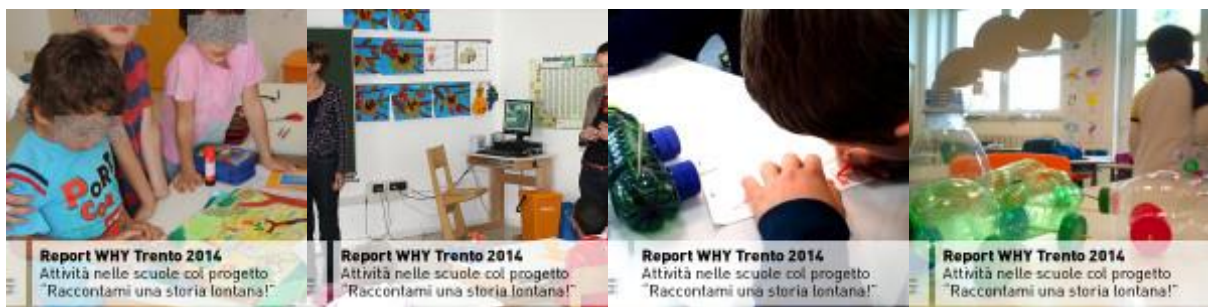 Report WHY Trento 2014
Attività nelle scuole col progetto
"Raccontami una storia lontana!"
Report WHY Trento 2014
Attività nelle scuole col progetto
"Raccontami una storia lontana!"
Report WHY Trento 2014
Attività nelle scuole col progetto
"Raccontami una storia lontana!"
Report WHY Trento 2014
Attività nelle scuole col progetto
"Raccontami una storia lontana!"